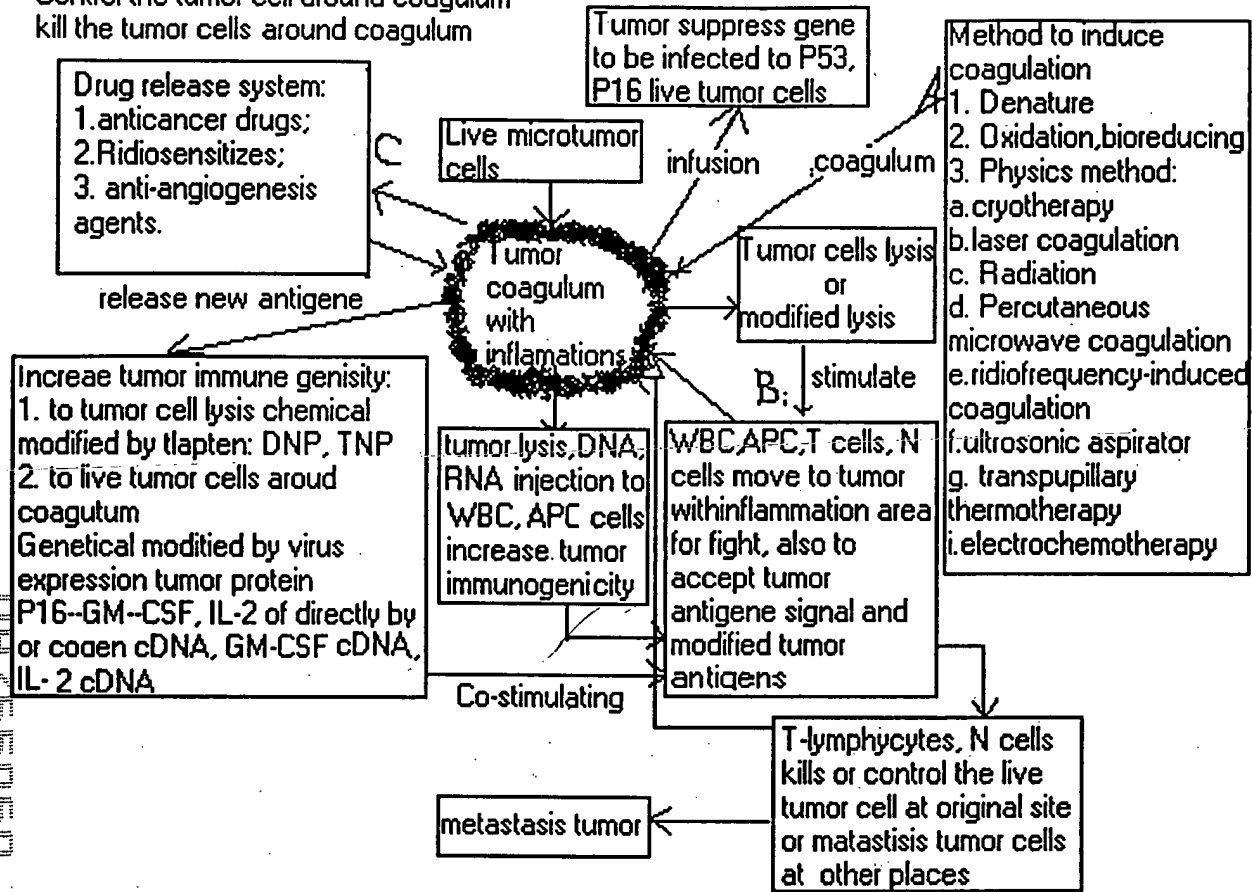 Control the tumor cell around coagulum
kill the tumor cells around coagulum
Drug release system:
1.anticancer drugs;
2.Ridiosensitizes;
3. anti-angiogenesis
agents.
C
Live microtumor
cells
Tumor suppress gene
to be infected to P53,
P16 live tumor cells
infusion
coagulum
Method to induce
coagulation
1. Denature
2. Oxidation,bioreducing
3. Physics method:
a.cryotherapy
b.laser coagulation
c. Radiation
d. Percutaneous
microwave coagulation
e.ridiofrequency-induced
coagulation
f.ultrosonic aspirator
g. transpupillary
thermotherapy
i.electrochemotherapy
Tumor
coagulum
with
inflamations
Tumor cells lysis
or
modified lysis
release new antigene
B:
stimulate
Increae tumor immune genisity:
1. to tumor cell lysis chemical
modified by tlapten: DNP, TNP
2. to live tumor cells aroud
coagutum
Genetical moditied by virus
expression tumor protein
P16--GM--CSF, IL-2 of directly by
or cogen cDNA, GM-CSF cDNA,
IL- 2 cDNA
tumor lysis,DNA,
RNA injection to
WBC, APC cells
increase. tumor
immunogenicity
WBC,APC,T cells, N
cells move to tumor
withinflammation area
for fight, also to
accept tumor
antigene signal and
modified tumor
antigens
Co-stimulating
T-lymphycytes, N cells
kills or control the live
tumor cell at original site
or matastisis tumor cells
at other places
metastasis tumor